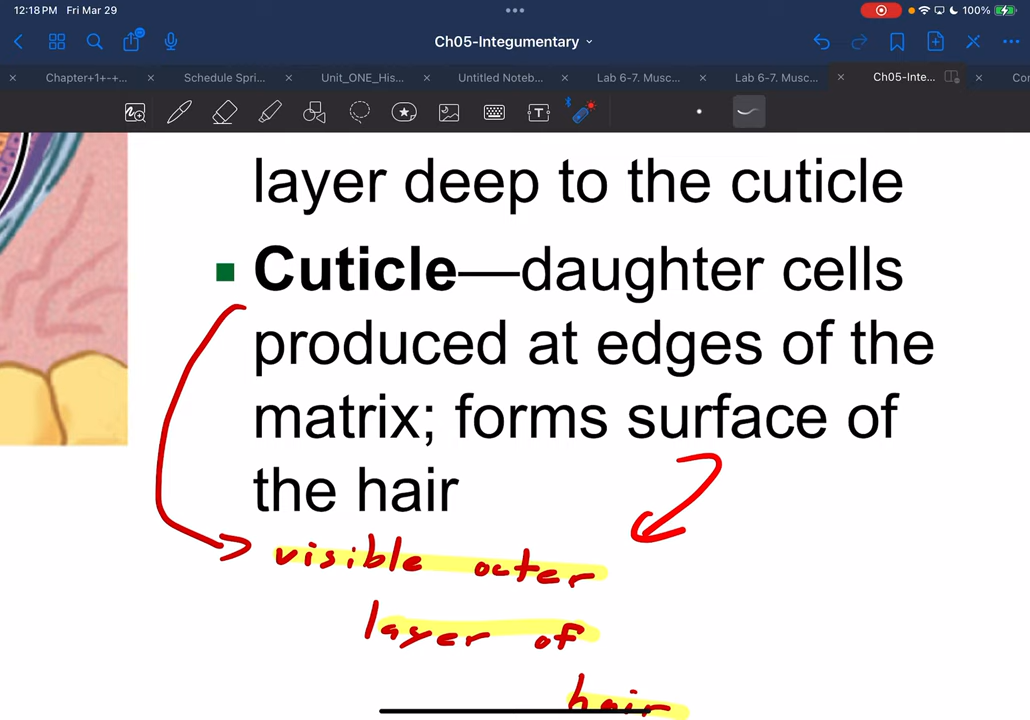 12:18 PM Fri Mar 29
100%
Ch05-Integumentary
Chapter+1+-+...
Schedule Spri...
Unit_ONE_His...
Untitled Noteb...
Lab 6-7. Musc...
Lab 6-7. Musc...
Ch05-Inte...
Cor
layer deep to the cuticle
Cuticle—daughter cells
produced at edges of the
matrix; forms surface of
the hair
visible outer
layer of
hair